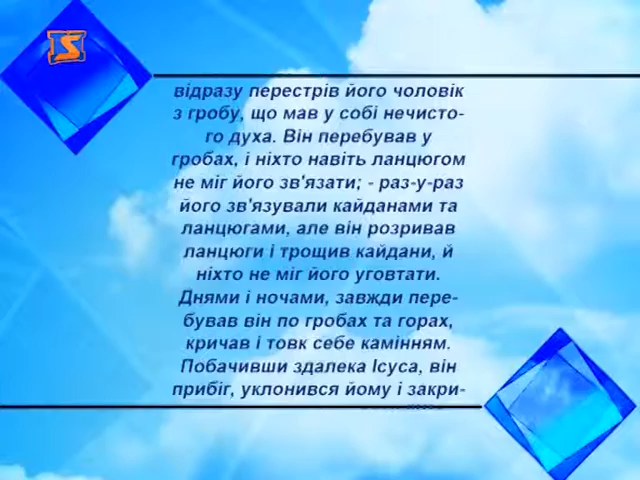 S
відразу перестрів його чоловік
з гробу, що мав у собі нечисто-
го духа. Він перебував у
гробах, і ніхто навіть ланцюгом
не міг його зв'язати; - раз-у-раз
його зв'язували кайданами та
ланцюгами, але він розривав
ланцюги і трощив кайдани, й
ніхто не міг його уговтати.
Днями і ночами, завжди пере-
бував він по гробах та горах,
кричав і товк себе камінням.
Побачивши здалека Ісуса, він
прибіг, уклонився йому і закри-